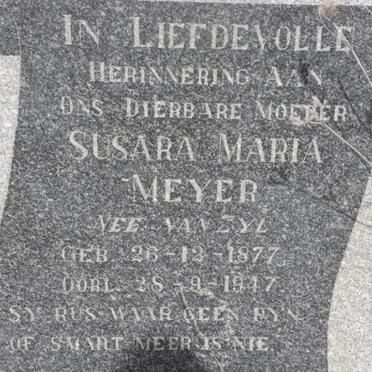 IN LIEFDEVOLLE
HERINNERING AAN
ONS DIERBARE MOEDER
SUSARA MARIA
MEYER
NEE VAN ZYL
GEB. 26-12-1877
OORL. 28-9-1947
SY RUS WAAR GEEN PYN
OF SMART MEER IS NIE